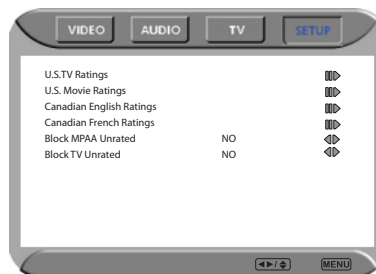 VIDEO AUDIO TV SETUP
U.S.TV Ratings
U.S. Movie Ratings
Canadian English Ratings
Canadian French Ratings
Block MPAA Unrated NO
Block TV Unrated NO
MENU